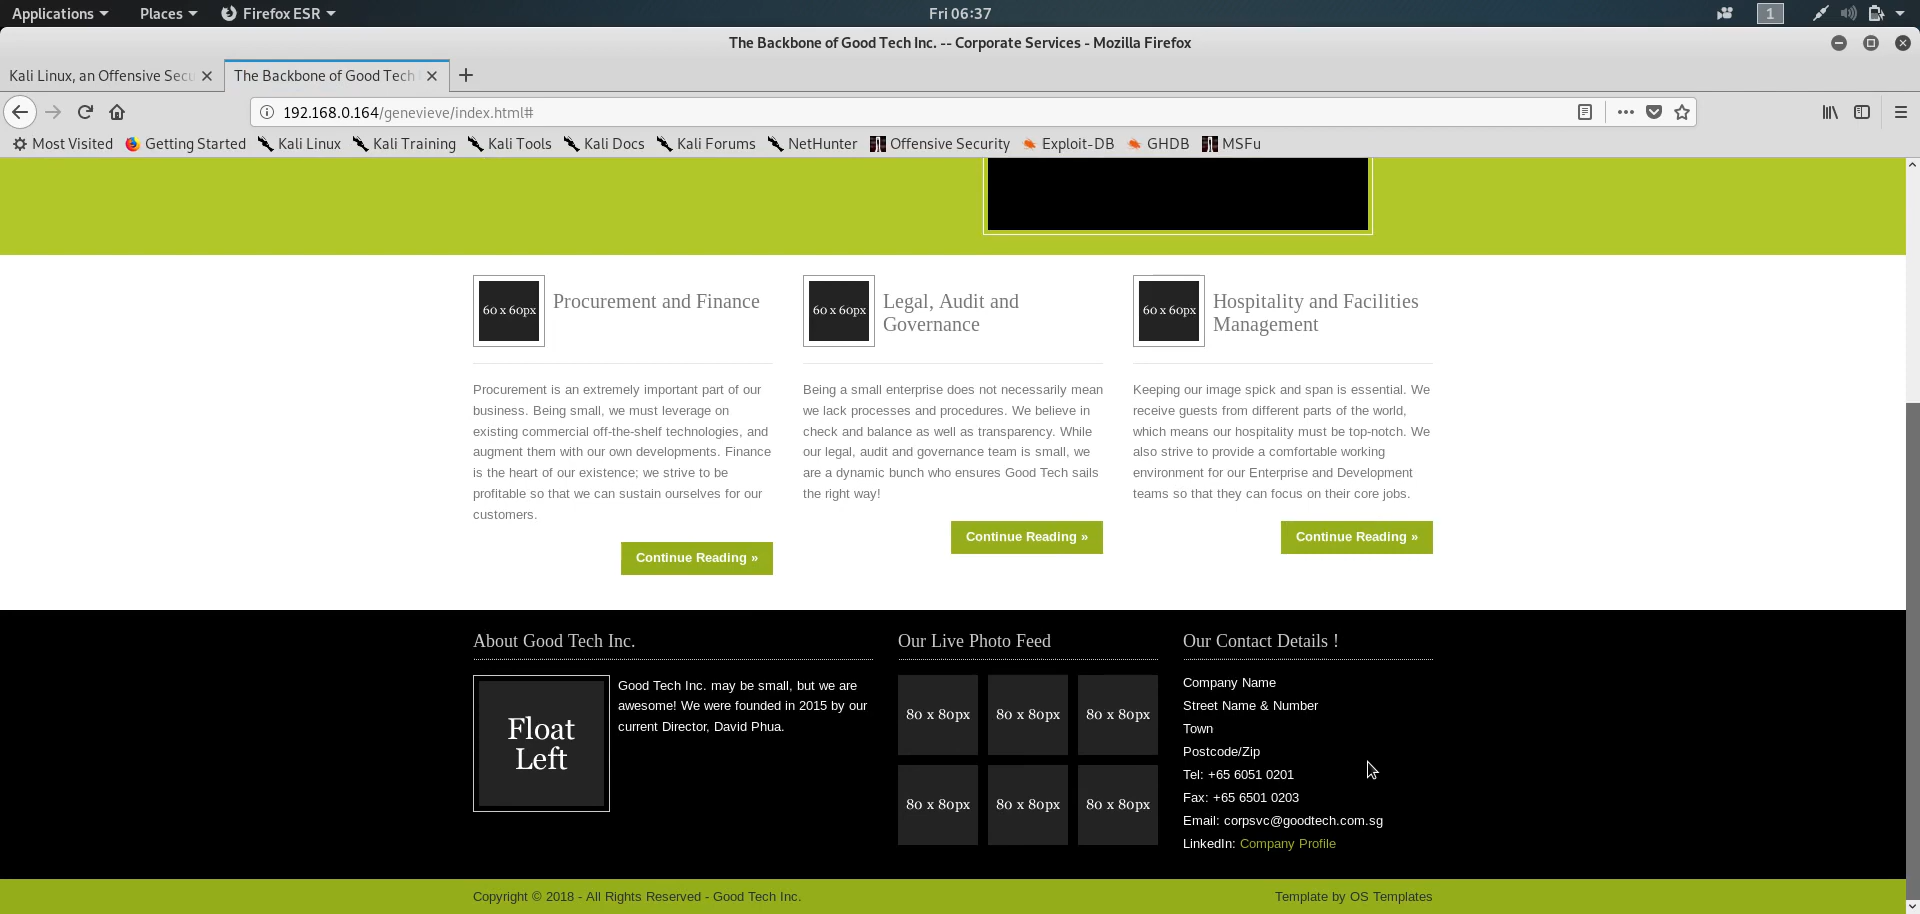 Applications Places Firefox ESR Fri 06:37 1
The Backbone of Good Tech Inc. -- Corporate Services - Mozilla Firefox
Kali Linux, an Offensive Secu The Backbone of Good Tech
192.168.0.164/genevieve/index.html#
Most Visited Getting Started Kali Linux Kali Training Kali Tools Kali Docs Kali Forums NetHunter Offensive Security Exploit-DB GHDB MSFu
60 x 60px
Procurement and Finance
Procurement is an extremely important part of our
business. Being small, we must leverage on
existing commercial off-the-shelf technologies, and
augment them with our own developments. Finance
is the heart of our existence; we strive to be
profitable so that we can sustain ourselves for our
customers.
Continue Reading »
60 x 60px
Legal, Audit and
Governance
Being a small enterprise does not necessarily mean
we lack processes and procedures. We believe in
check and balance as well as transparency. While
our legal, audit and governance team is small, we
are a dynamic bunch who ensures Good Tech sails
the right way!
Continue Reading »
60 x 60px
Hospitality and Facilities
Management
Keeping our image spick and span is essential. We
receive guests from different parts of the world,
which means our hospitality must be top-notch. We
also strive to provide a comfortable working
environment for our Enterprise and Development
teams so that they can focus on their core jobs.
Continue Reading »
About Good Tech Inc.
Float
Left
Good Tech Inc. may be small, but we are
awesome! We were founded in 2015 by our
current Director, David Phua.
Our Live Photo Feed
80 x 80px 80 x 80px 80 x 80px
80 x 80px 80 x 80px 80 x 80px
Our Contact Details !
Company Name
Street Name & Number
Town
Postcode/Zip
Tel: +65 6051 0201
Fax: +65 6501 0203
Email: corpsvc@goodtech.com.sg
LinkedIn: Company Profile
Copyright © 2018 - All Rights Reserved - Good Tech Inc.
Template by OS Templates